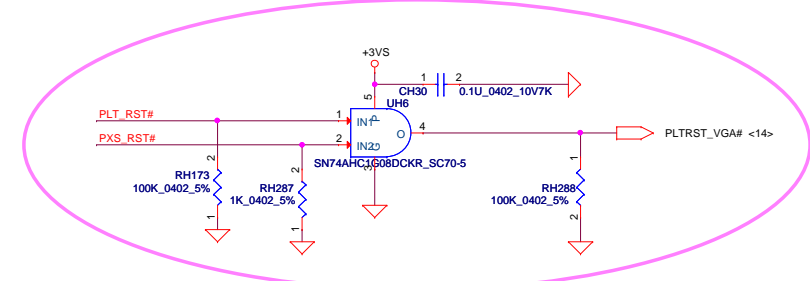 +3VS
1 2
CH30 0.1U_0402_10V7K
5
UH6
PLT_RST#
1
IN1
P
PXS_RST#
2
IN2
G
O
4
PLTRST_VGA# <14>
3
SN74AHC1G08DCKR_SC70-5
2
RH173
100K_0402_5%
1
2
RH287
1K_0402_5%
1
1
RH288
100K_0402_5%
2